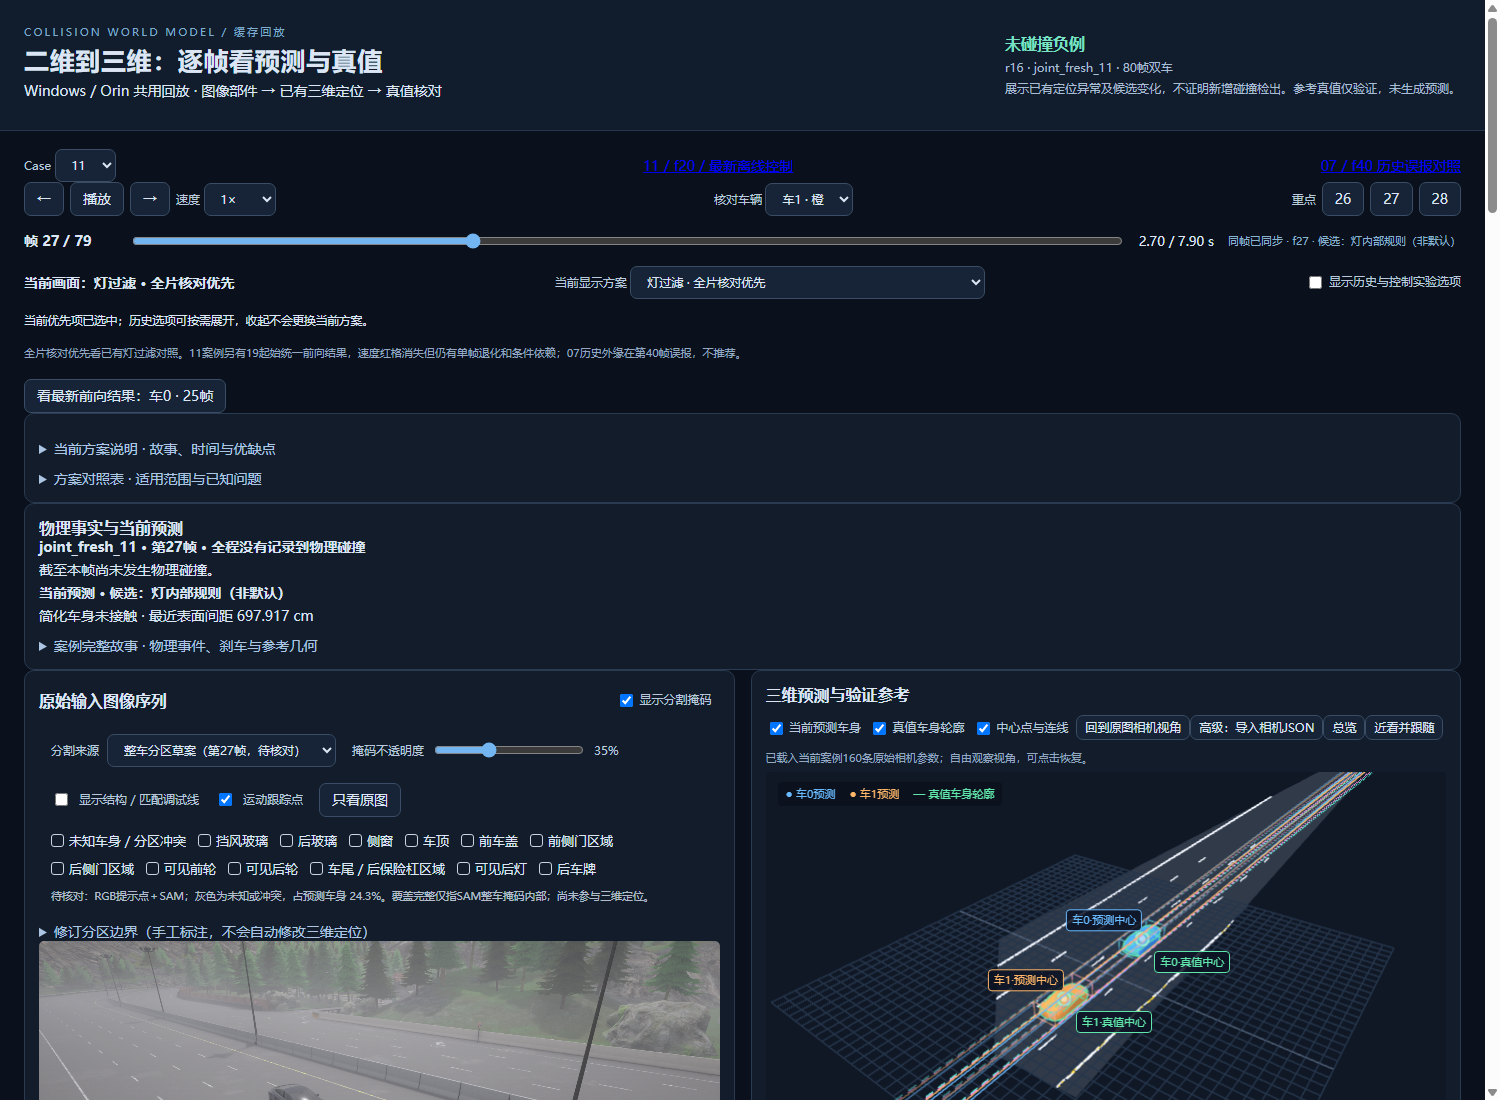 COLLISION WORLD MODEL / 缓存回放
二维到三维：逐帧看预测与真值
Windows / Orin 共用回放 · 图像部件 → 已有三维定位 → 真值核对
未碰撞负例
r16 · joint_fresh_11 · 80帧双车
展示已有定位异常及候选变化，不证明新增碰撞检出。参考真值仅验证，未生成预测。
Case 11
11 / f20 / 最新离线控制
07 / f40 历史误报对照
← 播放 → 速度 1×
核对车辆 车1 · 橙
重点 26 27 28
帧 27 / 79
2.70 / 7.90 s 同帧已同步 · f27 · 候选：灯内部规则（非默认）
当前画面：灯过滤 • 全片核对优先
当前显示方案 灯过滤 · 全片核对优先
显示历史与控制实验选项
当前优先项已选中；历史选项可按需展开，收起不会更换当前方案。
全片核对优先看已有灯过滤对照。11案例另有19起始统一前向结果，速度红格消失但仍有单帧退化和条件依赖；07历史外缘在第40帧误报，不推荐。
看最新前向结果：车0 · 25帧
▶ 当前方案说明 · 故事、时间与优缺点
▶ 方案对照表 · 适用范围与已知问题
物理事实与当前预测
joint_fresh_11 • 第27帧 • 全程没有记录到物理碰撞
截至本帧尚未发生物理碰撞。
当前预测 • 候选：灯内部规则（非默认）
简化车身未接触 · 最近表面间距 697.917 cm
▶ 案例完整故事 · 物理事件、刹车与参考几何
原始输入图像序列
显示分割掩码
分割来源 整车分区草案（第27帧，待核对） 掩码不透明度 35%
显示结构 / 匹配调试线 运动跟踪点 只看原图
未知车身 / 分区冲突 挡风玻璃 后玻璃 侧窗 车顶 前车盖 前侧门区域
后侧门区域 可见前轮 可见后轮 车尾 / 后保险杠区域 可见后灯 后车牌
待核对：RGB提示点 + SAM；灰色为未知或冲突，占预测车身 24.3%。覆盖完整仅指SAM整车掩码内部；尚未参与三维定位。
▶ 修订分区边界（手工标注，不会自动修改三维定位）
三维预测与验证参考
当前预测车身 真值车身轮廓 中心点与连线 回到原图相机视角 高级：导入相机JSON 总览 近看并跟随
已载入当前案例160条原始相机参数；自由观察视角，可点击恢复。
● 车0预测 ● 车1预测 — 真值车身轮廓
车0·预测中心
车0·真值中心
车1·预测中心
车1·真值中心